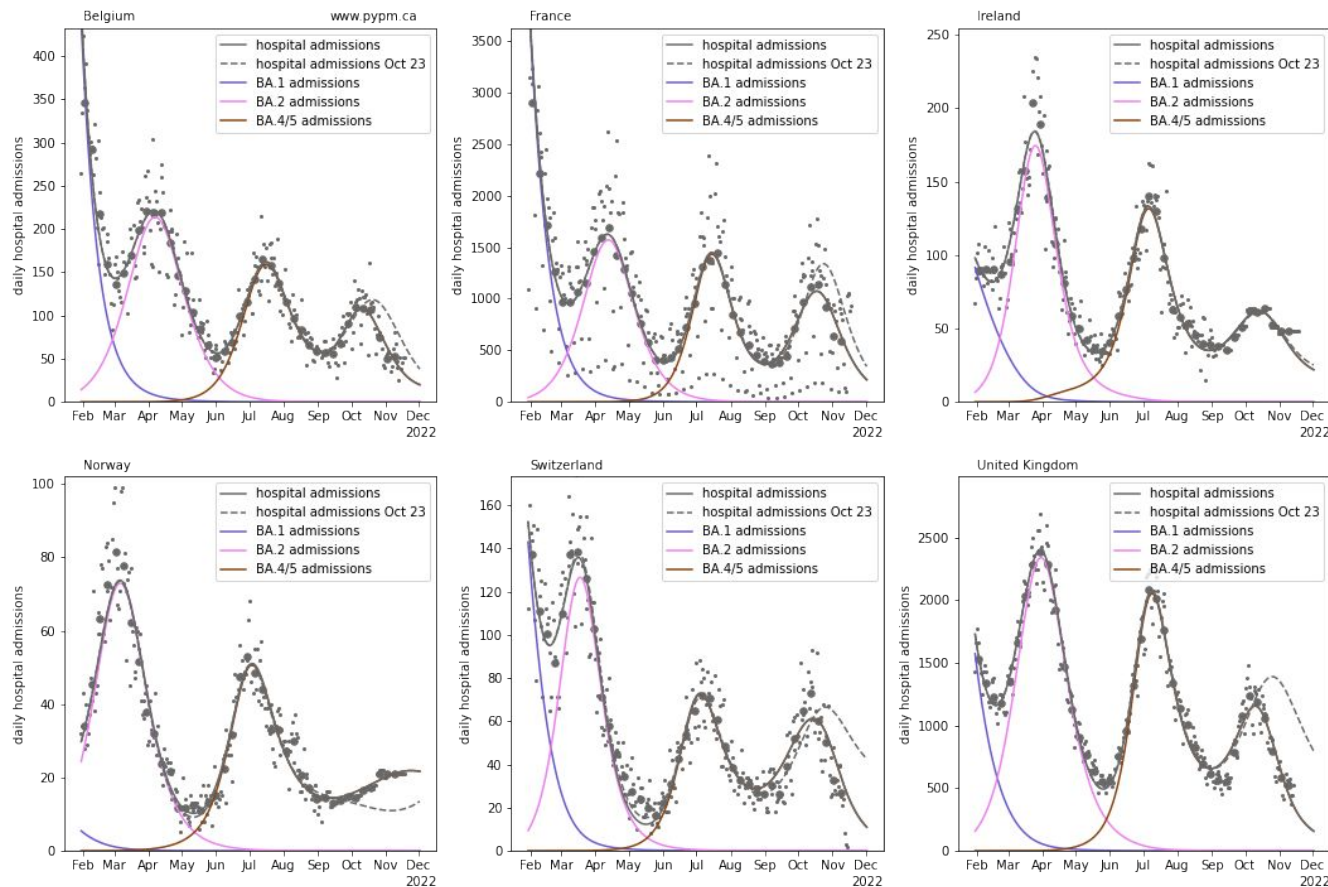 Belgium www.pypm.ca
daily hospital admissions
400
350
300
250
200
150
100
50
0
hospital admissions
hospital admissions Oct 23
BA.1 admissions
BA.2 admissions
BA.4/5 admissions
Feb Mar Apr May Jun Jul Aug Sep Oct Nov Dec
2022
France
daily hospital admissions
3500
3000
2500
2000
1500
1000
500
0
hospital admissions
hospital admissions Oct 23
BA.1 admissions
BA.2 admissions
BA.4/5 admissions
Feb Mar Apr May Jun Jul Aug Sep Oct Nov Dec
2022
Ireland
daily hospital admissions
250
200
150
100
50
0
hospital admissions
hospital admissions Oct 23
BA.1 admissions
BA.2 admissions
BA.4/5 admissions
Feb Mar Apr May Jun Jul Aug Sep Oct Nov Dec
2022
Norway
daily hospital admissions
100
80
60
40
20
0
hospital admissions
hospital admissions Oct 23
BA.1 admissions
BA.2 admissions
BA.4/5 admissions
Feb Mar Apr May Jun Jul Aug Sep Oct Nov Dec
2022
Switzerland
daily hospital admissions
160
140
120
100
80
60
40
20
0
hospital admissions
hospital admissions Oct 23
BA.1 admissions
BA.2 admissions
BA.4/5 admissions
Feb Mar Apr May Jun Jul Aug Sep Oct Nov Dec
2022
United Kingdom
daily hospital admissions
2500
2000
1500
1000
500
0
hospital admissions
hospital admissions Oct 23
BA.1 admissions
BA.2 admissions
BA.4/5 admissions
Feb Mar Apr May Jun Jul Aug Sep Oct Nov Dec
2022